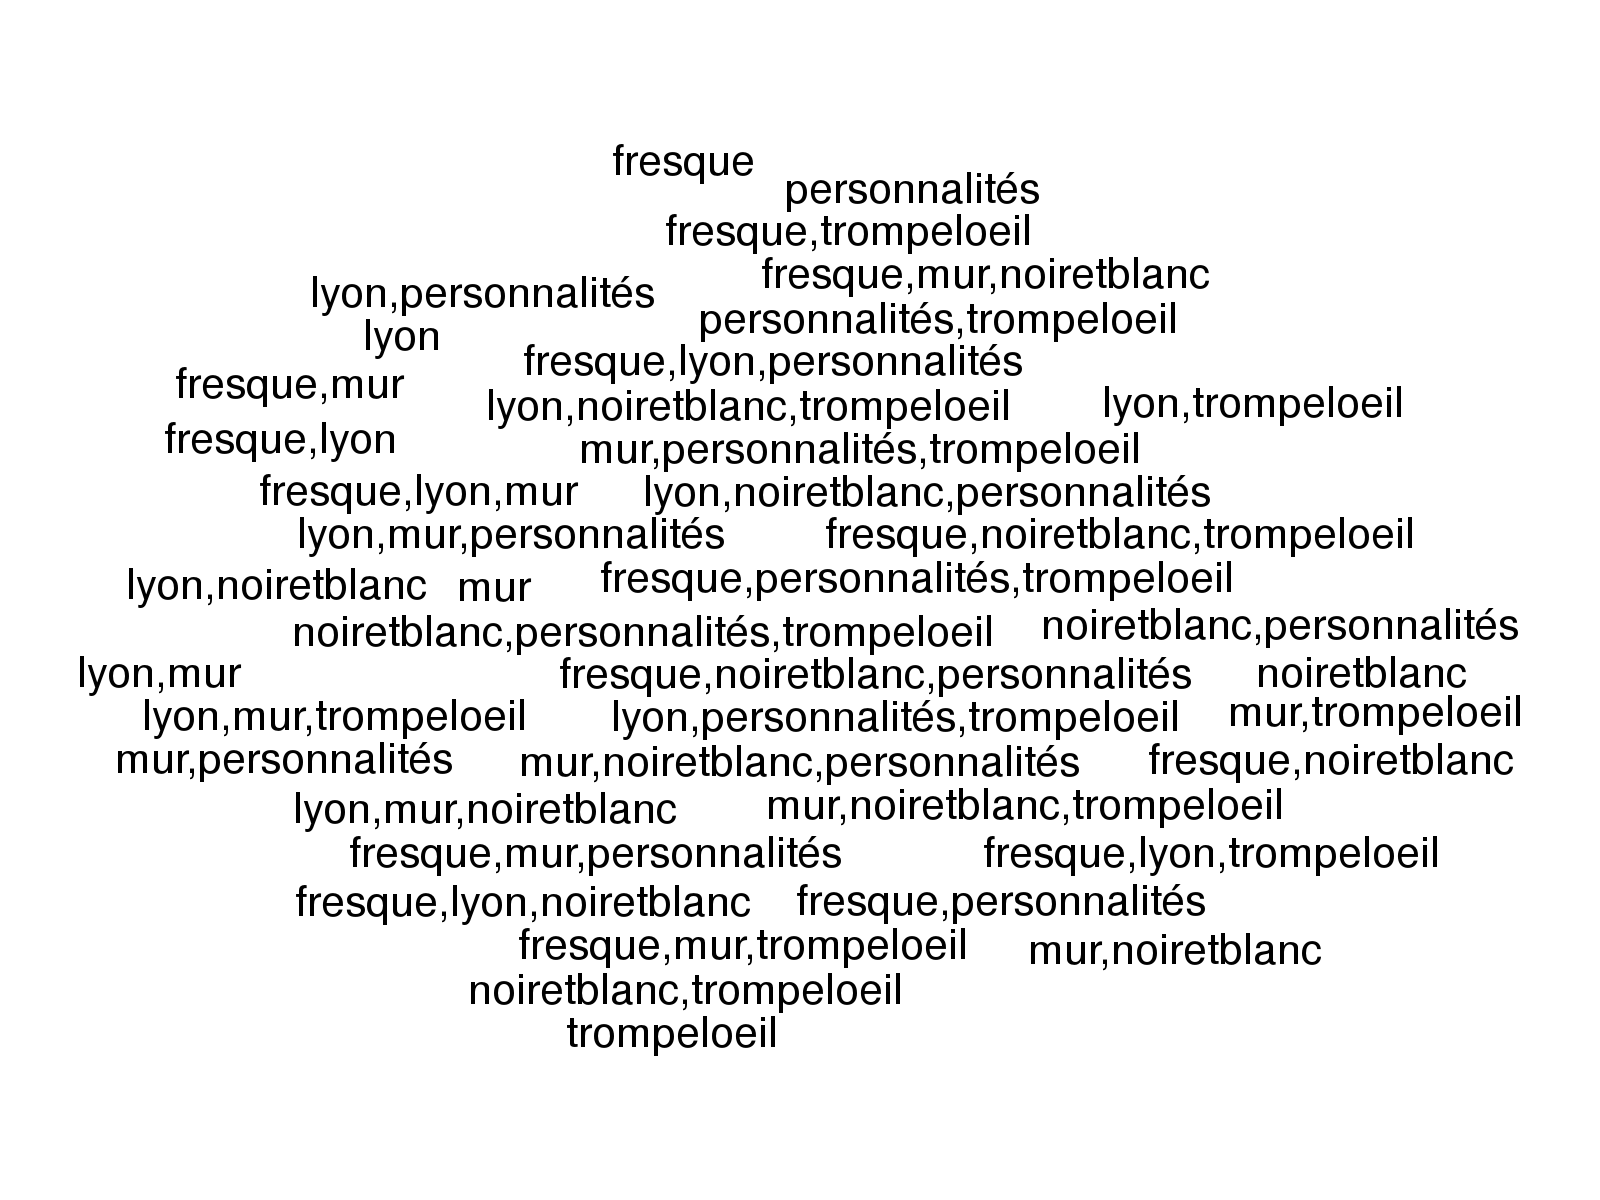 fresque
personnalités
fresque,trompeloeil
fresque,mur,noiretblanc
lyon,personnalités
personnalités,trompeloeil
lyon
fresque,lyon,personnalités
fresque,mur
lyon,noiretblanc,trompeloeil
lyon,trompeloeil
fresque,lyon
mur,personnalités,trompeloeil
fresque,lyon,mur
lyon,noiretblanc,personnalités
lyon,mur,personnalités
fresque,noiretblanc,trompeloeil
lyon,noiretblanc
mur
fresque,personnalités,trompeloeil
noiretblanc,personnalités,trompeloeil
noiretblanc,personnalités
lyon,mur
fresque,noiretblanc,personnalités
noiretblanc
lyon,mur,trompeloeil
lyon,personnalités,trompeloeil
mur,trompeloeil
mur,personnalités
mur,noiretblanc,personnalités
fresque,noiretblanc
lyon,mur,noiretblanc
mur,noiretblanc,trompeloeil
fresque,mur,personnalités
fresque,lyon,trompeloeil
fresque,lyon,noiretblanc
fresque,personnalités
fresque,mur,trompeloeil
mur,noiretblanc
noiretblanc,trompeloeil
trompeloeil